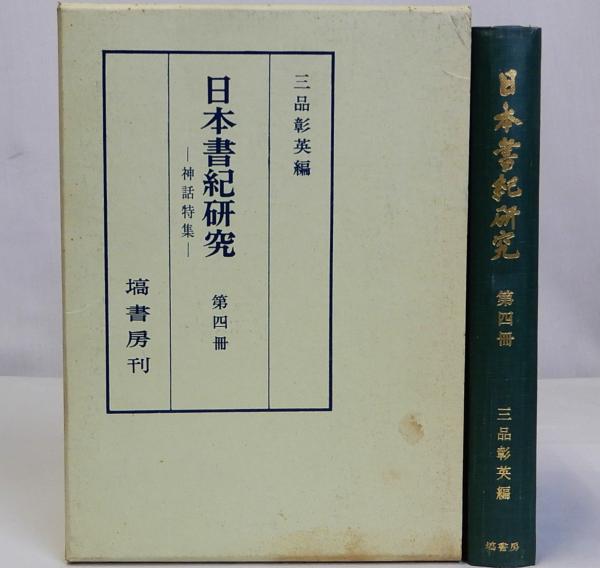 三品彰英編
日本書紀研究
―神話特集―
第四冊
塙書房刊
日本書紀研究
第四冊
三品彰英編
塙書房